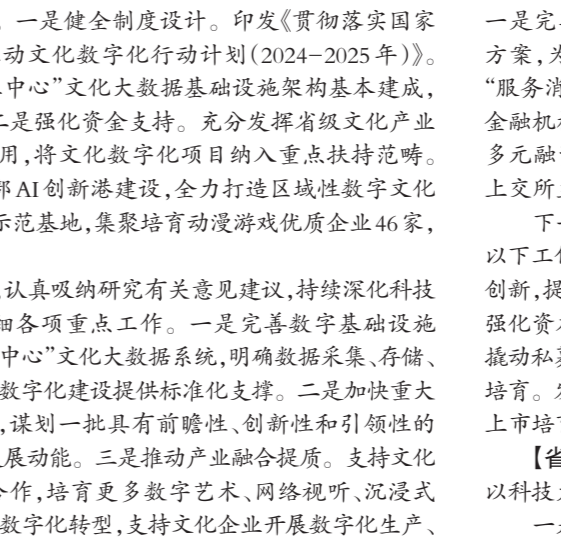 。一是健全制度设计。印发《贯彻落实国家
动文化数字化行动计划(2024-2025年)》。
中心”文化大数据基础设施架构基本建成,
二是强化资金支持。充分发挥省级文化产业
用,将文化数字化项目纳入重点扶持范畴。
部AI创新港建设,全力打造区域性数字文化
示范基地,集聚培育动漫游戏优质企业46家,
认真吸纳研究有关意见建议,持续深化科技
细各项重点工作。一是完善数字基础设施
中心”文化大数据系统,明确数据采集、存储、
数字化建设提供标准化支撑。二是加快重大
,谋划一批具有前瞻性、创新性和引领性的
展动能。三是推动产业融合提质。支持文化
合作,培育更多数字艺术、网络视听、沉浸式
数字化转型,支持文化企业开展数字化生产、
一是完
方案,为
“服务消
金融机构
多元融
上交所
下一
以下工作
创新,提
强化资
撬动私募
培育。
上市培育
【省
以科技
一是